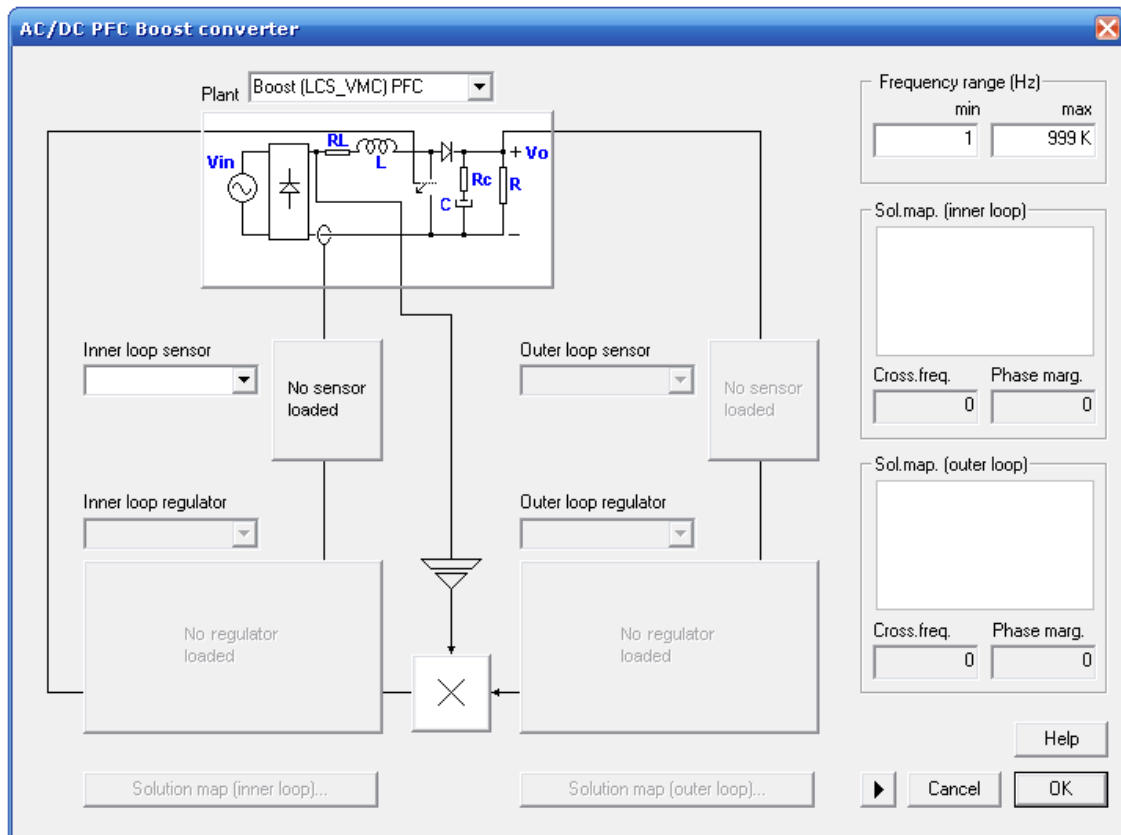 AC/DC PFC Boost converter
Plant
Boost (LCS_VMC) PFC
Vin
RL
L
+ Vo
Rc
R
C
–
Inner loop sensor
No sensor
loaded
Outer loop sensor
No sensor
loaded
Inner loop regulator
No regulator
loaded
Outer loop regulator
No regulator
loaded
Solution map (inner loop)...
Solution map (outer loop)...
Frequency range (Hz)
min
max
1
999 K
Sol.map. (inner loop)
Cross.freq.
Phase marg.
0
0
Sol.map. (outer loop)
Cross.freq.
Phase marg.
0
0
Help
Cancel
OK